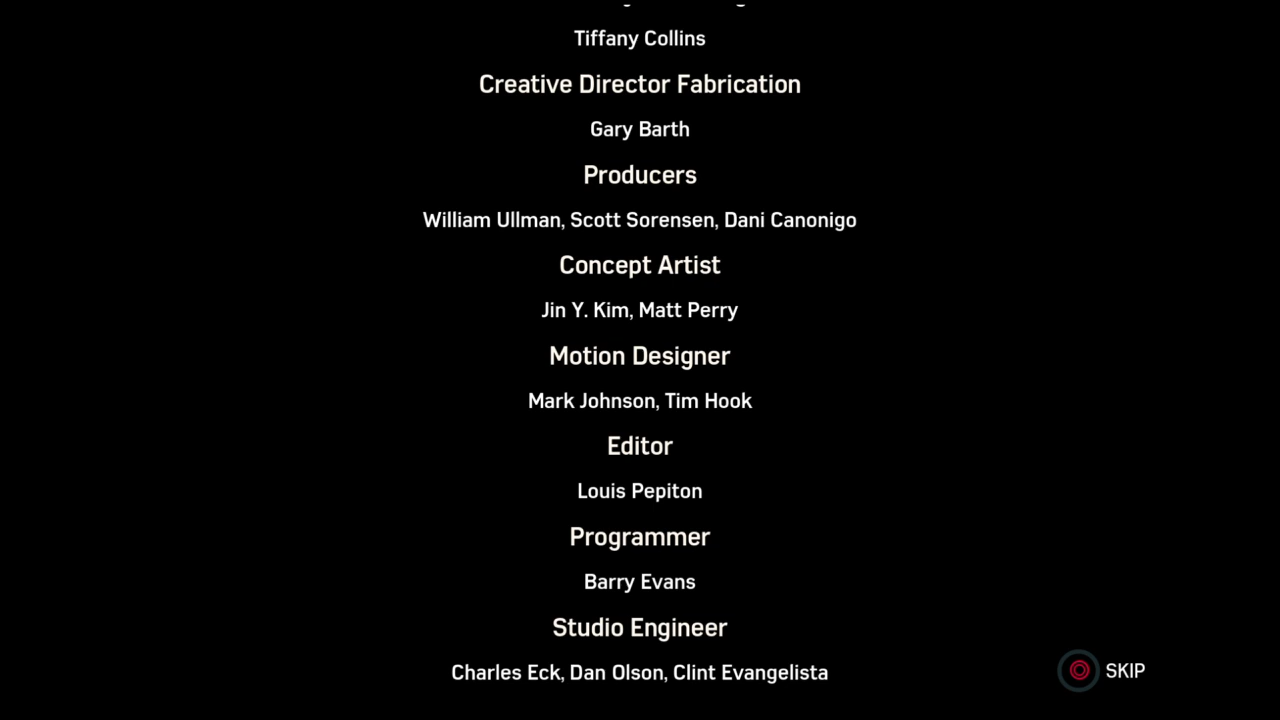 Tiffany Collins
Creative Director Fabrication
Gary Barth
Producers
William Ullman, Scott Sorensen, Dani Canonigo
Concept Artist
Jin Y. Kim, Matt Perry
Motion Designer
Mark Johnson, Tim Hook
Editor
Louis Pepiton
Programmer
Barry Evans
Studio Engineer
Charles Eck, Dan Olson, Clint Evangelista
SKIP